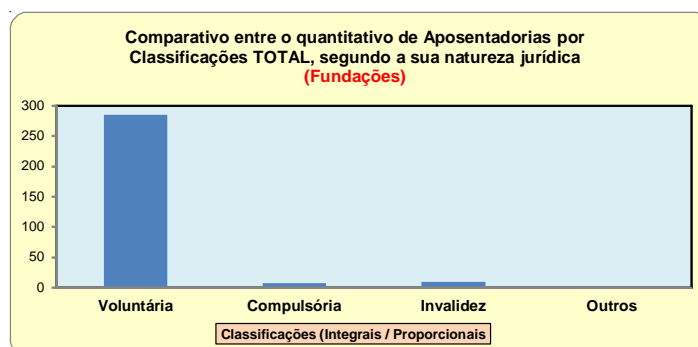 Comparativo entre o quantitativo de Aposentadorias por
Classificações TOTAL, segundo a sua natureza jurídica
(Fundações)
300
250
200
150
100
50
0
Voluntária Compulsória Invalidez Outros
Classificações (Integrais / Proporcionais